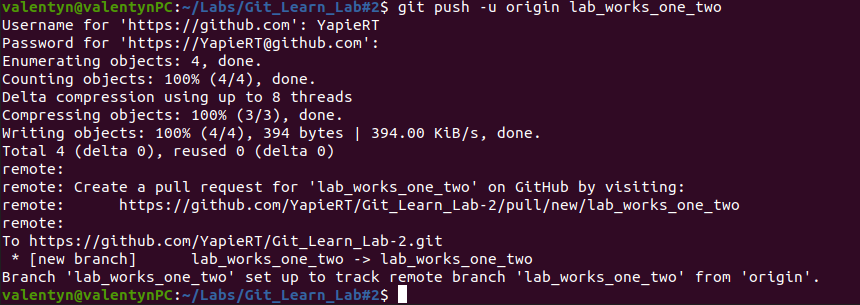 valentyn@valentynPC:~/Labs/Git_Learn_Lab#2$ git push -u origin lab_works_one_two
Username for 'https://github.com': YapieRT
Password for 'https://YapieRT@github.com':
Enumerating objects: 4, done.
Counting objects: 100% (4/4), done.
Delta compression using up to 8 threads
Compressing objects: 100% (3/3), done.
Writing objects: 100% (4/4), 394 bytes | 394.00 KiB/s, done.
Total 4 (delta 0), reused 0 (delta 0)
remote:
remote: Create a pull request for 'lab_works_one_two' on GitHub by visiting:
remote:      https://github.com/YapieRT/Git_Learn_Lab-2/pull/new/lab_works_one_two
remote:
To https://github.com/YapieRT/Git_Learn_Lab-2.git
 * [new branch]      lab_works_one_two -> lab_works_one_two
Branch 'lab_works_one_two' set up to track remote branch 'lab_works_one_two' from 'origin'.
valentyn@valentynPC:~/Labs/Git_Learn_Lab#2$